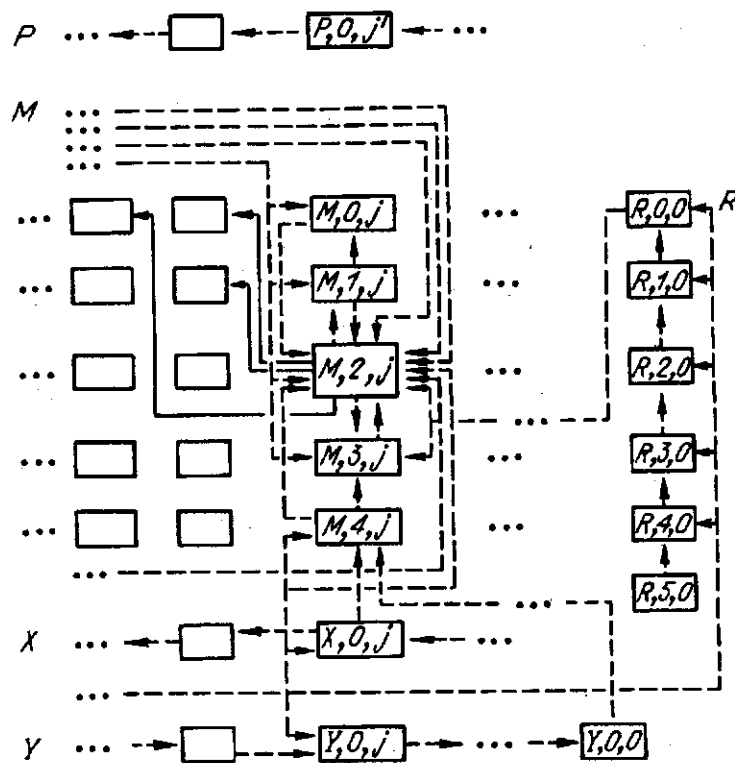 P ... P,0,j' ...
M ...
...
...
...
... M,0,j ... R,0,0 R
... M,1,j ... R,1,0
... M,2,j ... R,2,0
...
... M,3,j ... R,3,0
... M,4,j ... R,4,0
...
... R,5,0
X ... X,0,j ...
...
Y ... Y,0,j ... Y,0,0